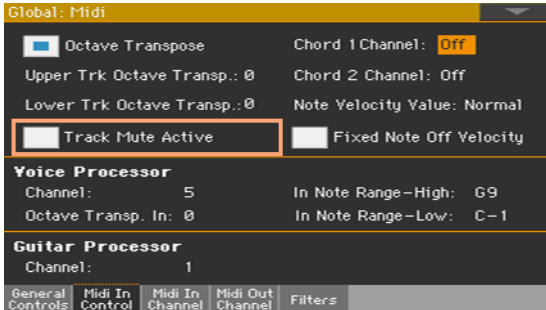 Global: Midi
Octave Transpose
Chord 1 Channel: Off
Upper Trk Octave Transp.: 0
Chord 2 Channel: Off
Lower Trk Octave Transp.: 0
Note Velocity Value: Normal
Track Mute Active
Fixed Note Off Velocity
Voice Processor
Channel: 5
In Note Range-High: G9
Octave Transp. In: 0
In Note Range-Low: C-1
Guitar Processor
Channel: 1
General Controls
Midi In Control
Midi In Channel
Midi Out Channel
Filters